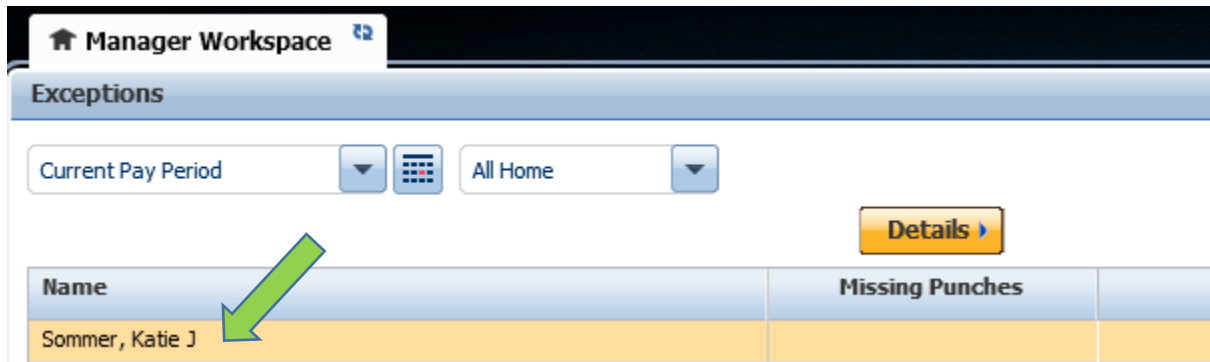 Manager Workspace
Exceptions
Current Pay Period All Home
Details
Name Missing Punches
Sommer, Katie J